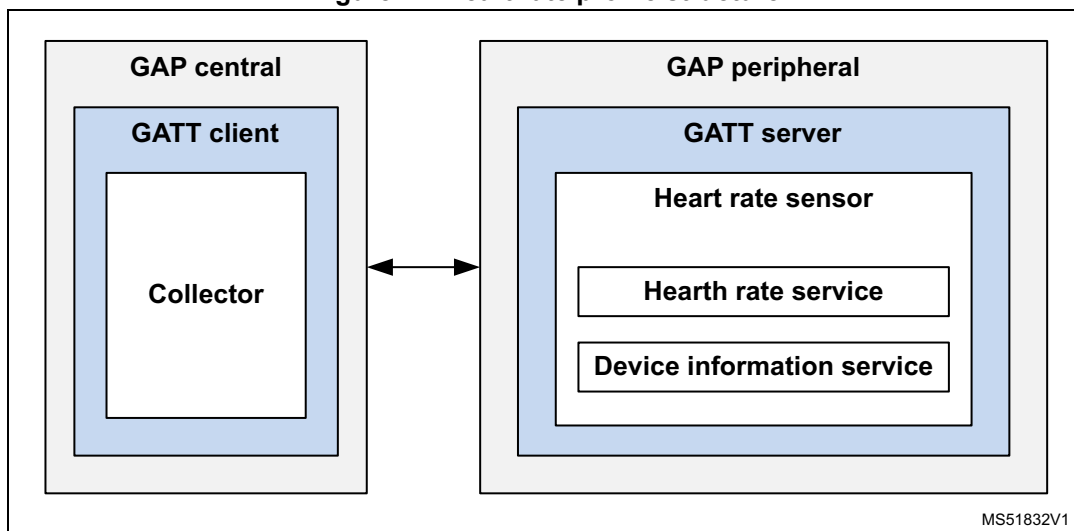 GAP central
GAP peripheral
GATT client
GATT server
Heart rate sensor
Collector
Hearth rate service
Device information service
MS51832V1